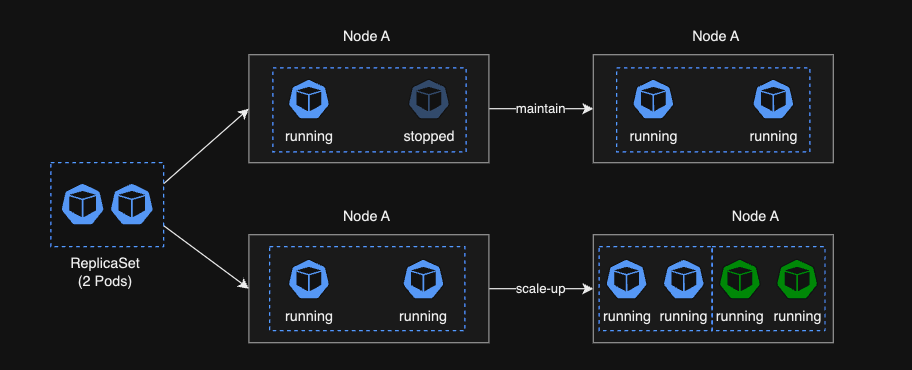 Node A
Node A
running
stopped
maintain
running
running
ReplicaSet
(2 Pods)
Node A
Node A
running
running
scale-up
running
running
running
running